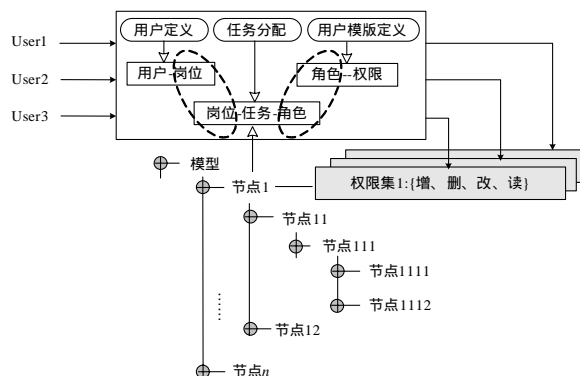 用户定义
任务分配
用户模版定义
User1
User2
User3
用户-岗位
角色--权限
岗位-任务-角色
模型
节点1
权限集1:{增、删、改、读}
节点11
节点111
节点1111
节点1112
……
节点12
节点n